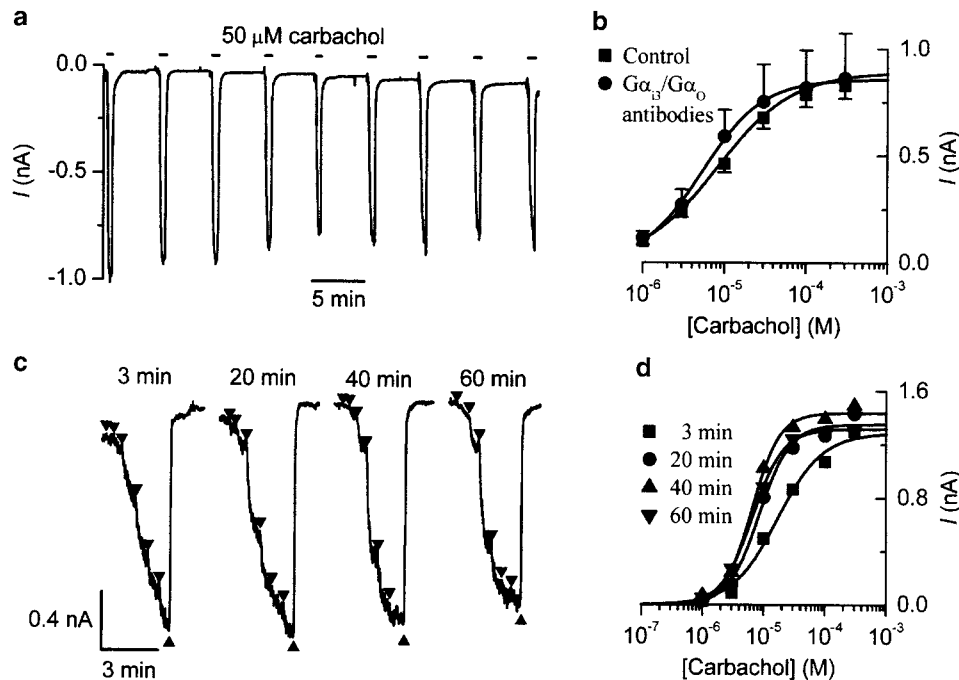 a
50 μM carbachol
0.0
-0.5
-1.0
I (nA)
5 min
b
Control
Gα_i3/Gα_O
antibodies
1.0
0.5
0.0
I (nA)
10^-6 10^-5 10^-4 10^-3
[Carbachol] (M)
c
3 min 20 min 40 min 60 min
0.4 nA
3 min
d
3 min
20 min
40 min
60 min
1.6
0.8
0.0
I (nA)
10^-7 10^-6 10^-5 10^-4 10^-3
[Carbachol] (M)